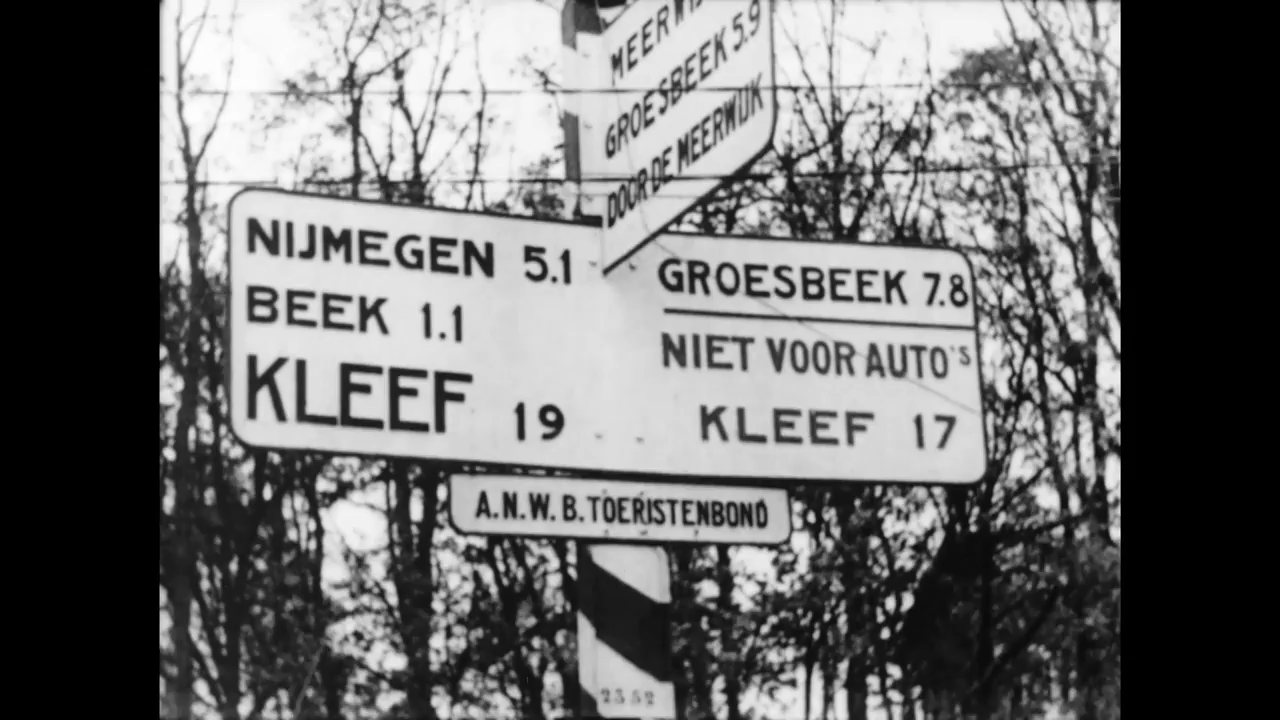 GROESBEEK 5.9
DOOR DE MEERWIJK
NIJMEGEN 5.1
BEEK 1.1
KLEEF 19
GROESBEEK 7.8
NIET VOOR AUTO'S
KLEEF 17
A.N.W.B. TOERISTENBOND
2352